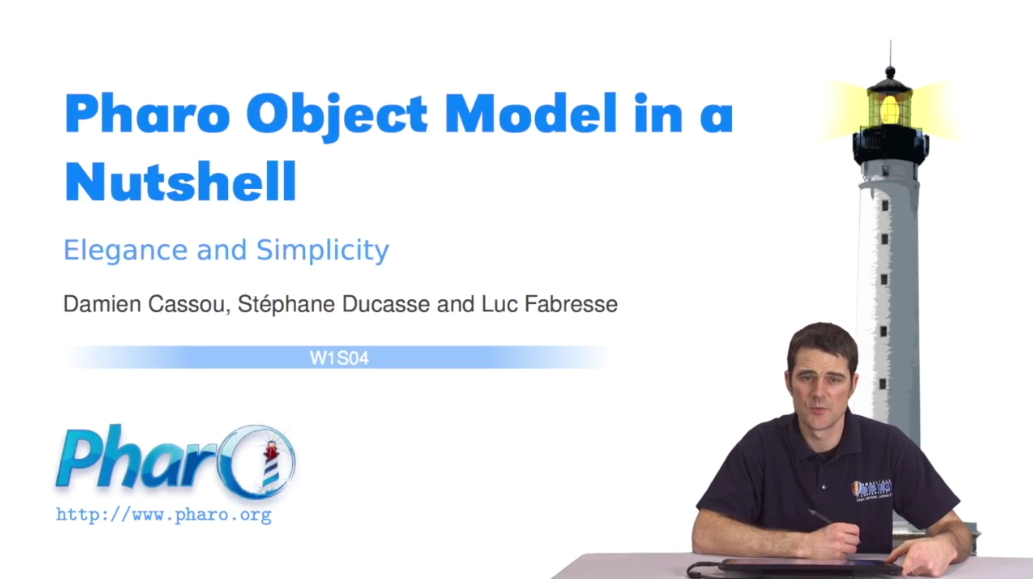 Pharo Object Model in a
Nutshell
Elegance and Simplicity
Damien Cassou, Stéphane Ducasse and Luc Fabresse
W1S04
Pharo
http://www.pharo.org